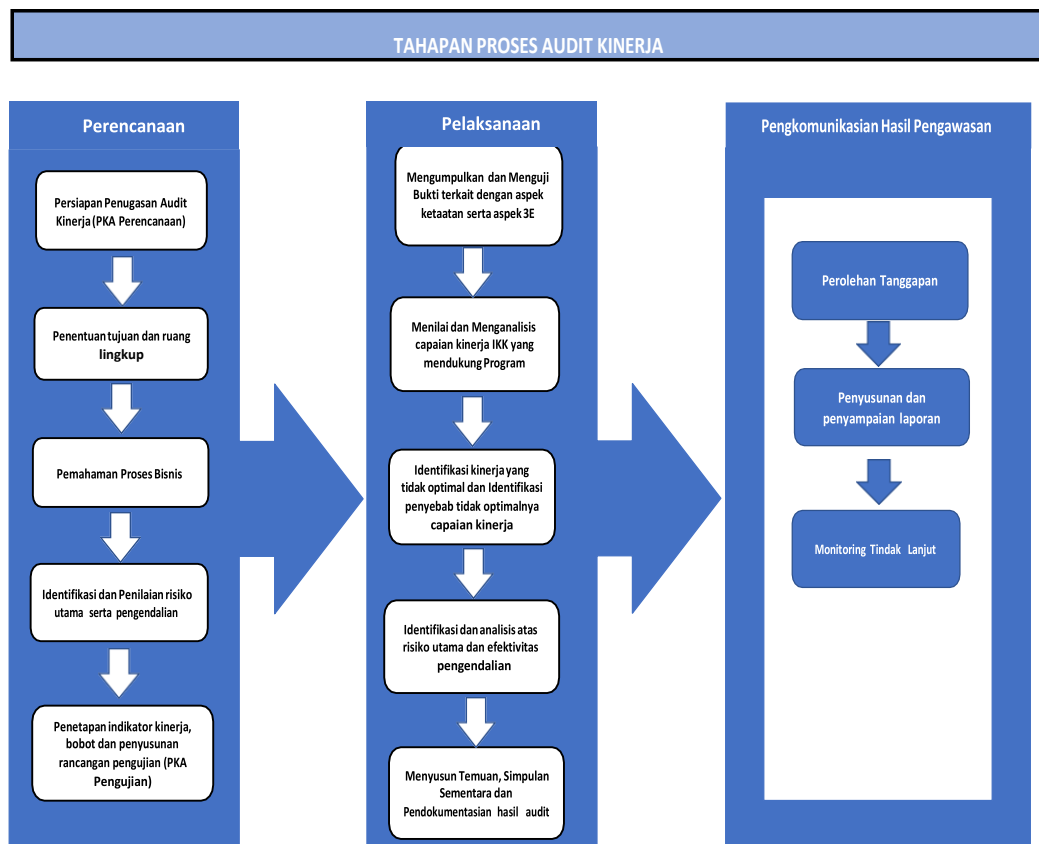 TAHAPAN PROSES AUDIT KINERJA
Perencanaan
Persiapan Penugasan Audit
Kinerja (PKA Perencanaan)
Penentuan tujuan dan ruang
lingkup
Pemahaman Proses Bisnis
Identifikasi dan Penilaian risiko
utama serta pengendalian
Penetapan indikator kinerja,
bobot dan penyusunan
rancangan pengujian (PKA
Pengujian)
Pelaksanaan
Mengumpulkan dan Menguji
Bukti terkait dengan aspek
ketaatan serta aspek 3E
Menilai dan Menganalisis
capaian kinerja IKK yang
mendukung Program
Identifikasi kinerja yang
tidak optimal dan Identifikasi
penyebab tidak optimalnya
capaian kinerja
Identifikasi dan analisis atas
risiko utama dan efektivitas
pengendalian
Menyusun Temuan, Simpulan
Sementara dan
Pendokumentasian hasil audit
Pengkomunikasian Hasil Pengawasan
Perolehan Tanggapan
Penyusunan dan
penyampaian laporan
Monitoring Tindak Lanjut